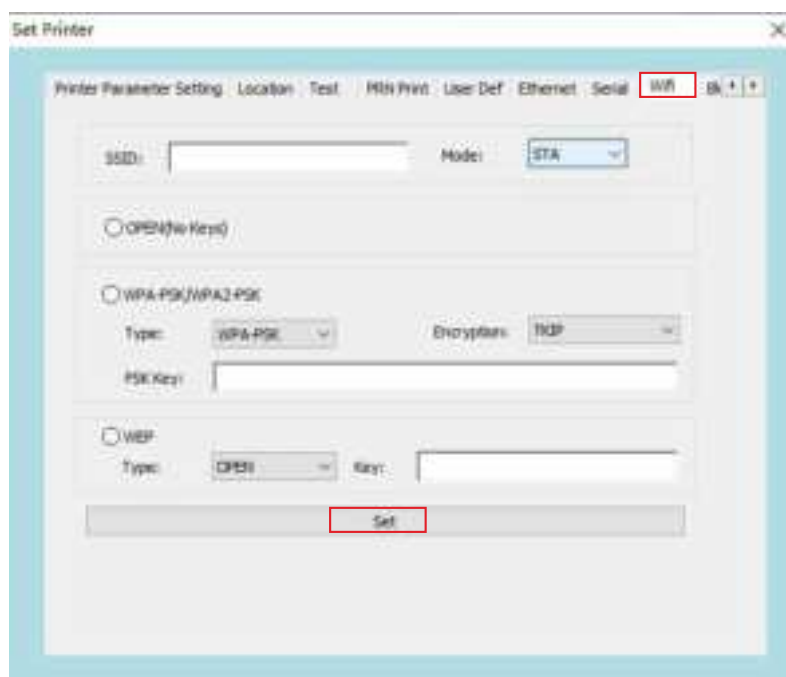 Set Printer
Printer Parameter Setting Location Test PRN Print User Def Ethernet Serial Wifi
SSID: Mode: STA
OPEN(No Keys)
WPA-PSK/WPA2-PSK
Type: WPA-PSK Encryption: TKIP
PSK Key:
WEP
Type: OPEN Key:
Set